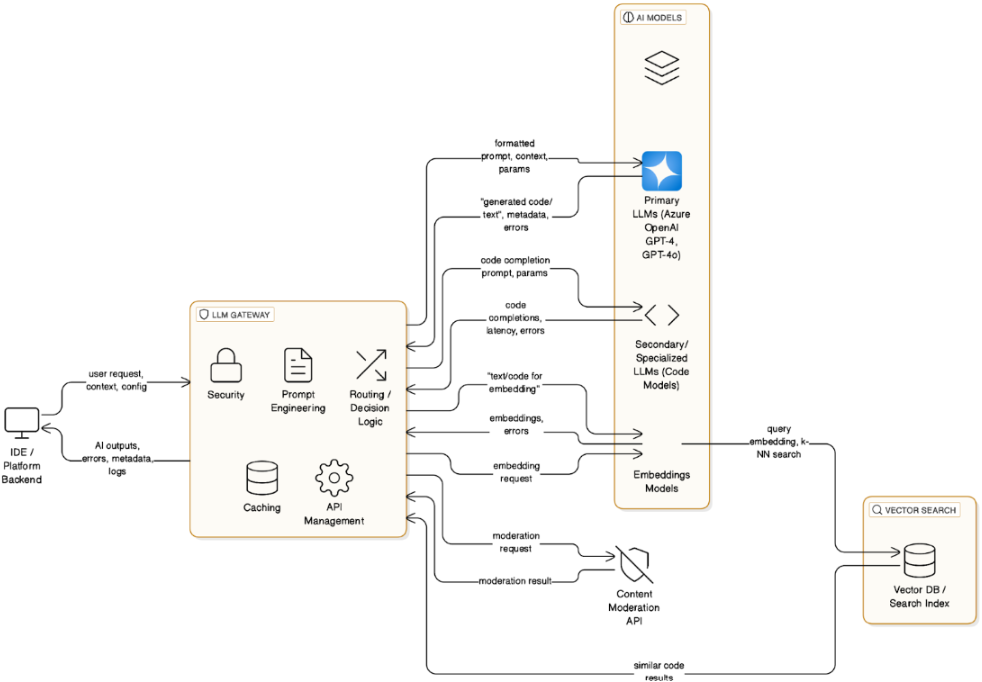 AI MODELS
formatted
prompt, context,
params
"generated code/
text", metadata,
errors
Primary
LLMs (Azure
OpenAI
GPT-4,
GPT-4o)
code completion
prompt, params
code
completions,
latency, errors
Secondary/
Specialized
LLMs (Code
Models)
LLM GATEWAY
Security
Prompt
Engineering
Routing /
Decision
Logic
Caching
API
Management
user request,
context, config
IDE /
Platform
Backend
AI outputs,
errors, metadata,
logs
"text/code for
embedding"
embeddings,
errors
embedding
request
Embeddings
Models
query
embedding, k-
NN search
VECTOR SEARCH
Vector DB /
Search Index
moderation
request
moderation result
Content
Moderation
API
similar code
results